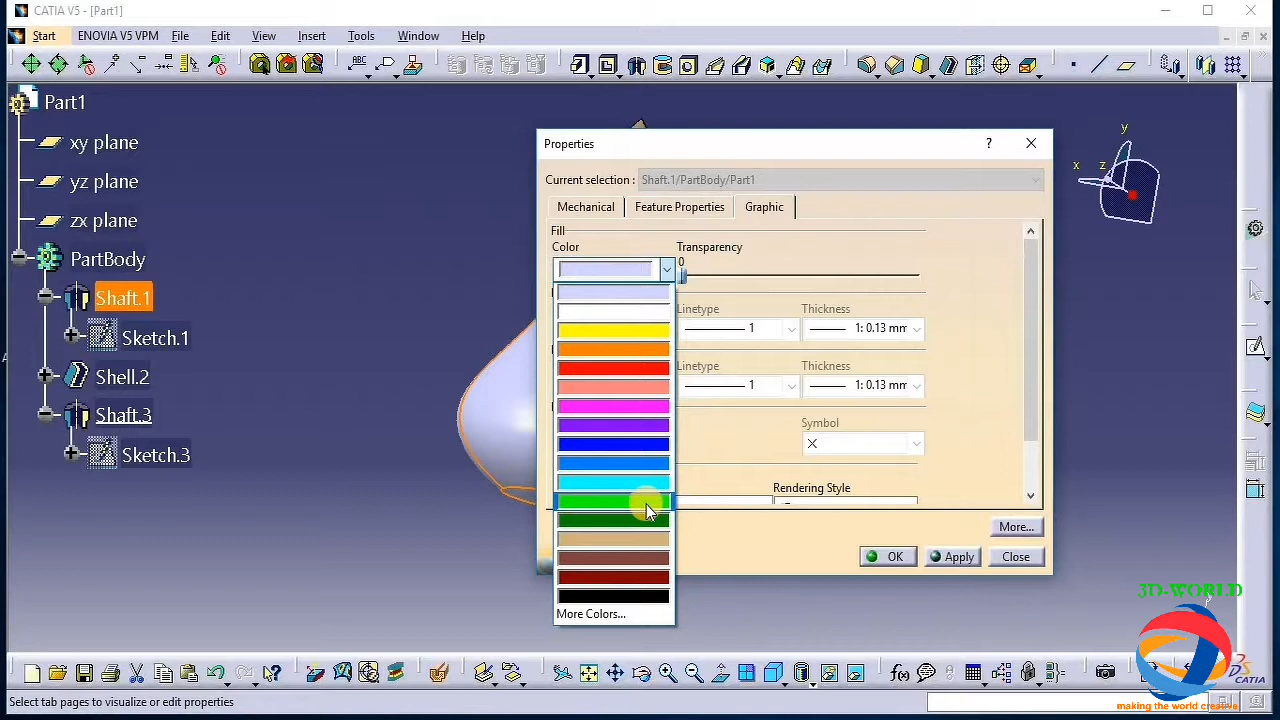 CATIA V5 - [Part1]
Start ENOVIA V5 VPM File Edit View Insert Tools Window Help
ABC
Part1
xy plane
yz plane
zx plane
PartBody
Shaft.1
Sketch.1
Shell.2
Shaft.3
Sketch.3
y
x z
Properties
Current selection : Shaft.1/PartBody/Part1
Mechanical Feature Properties Graphic
Fill
Color Transparency
0
Linetype Thickness
1 1: 0.13 mm
Linetype Thickness
1 1: 0.13 mm
Symbol
X
Rendering Style
More Colors...
More...
OK Apply Close
3D-WORLD
making the world creative
CATIA
f(x)
Select tab pages to visualize or edit properties